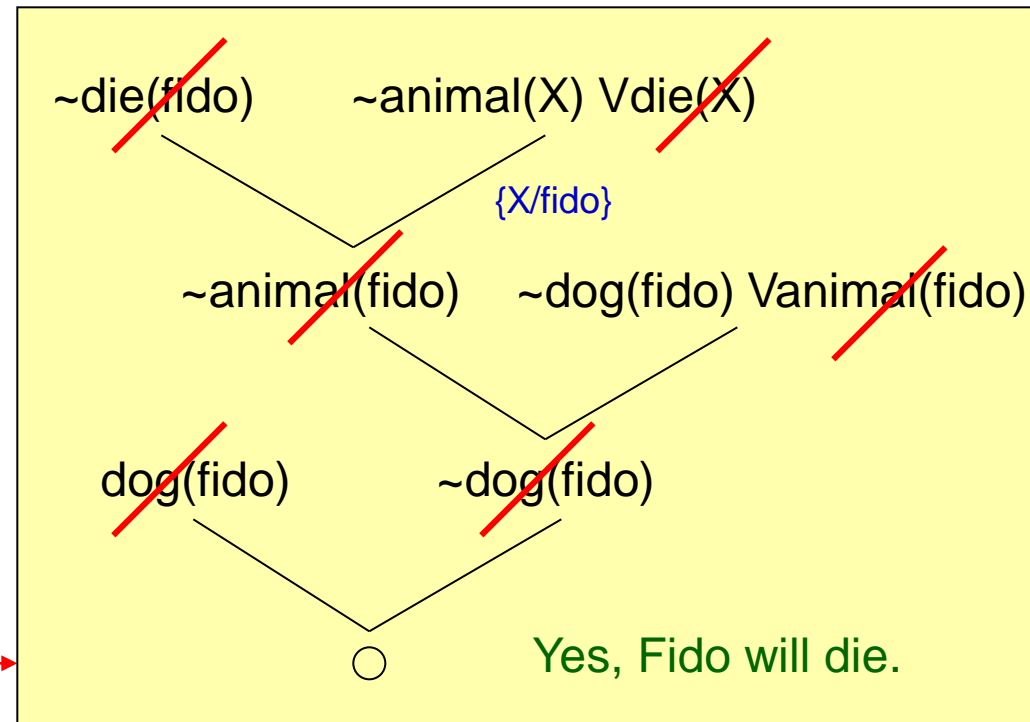 ~die(fido) ~animal(X) Vdie(X)
{X/fido}
~animal(fido) ~dog(fido) Vanimal(fido)
dog(fido) ~dog(fido)
Yes, Fido will die.